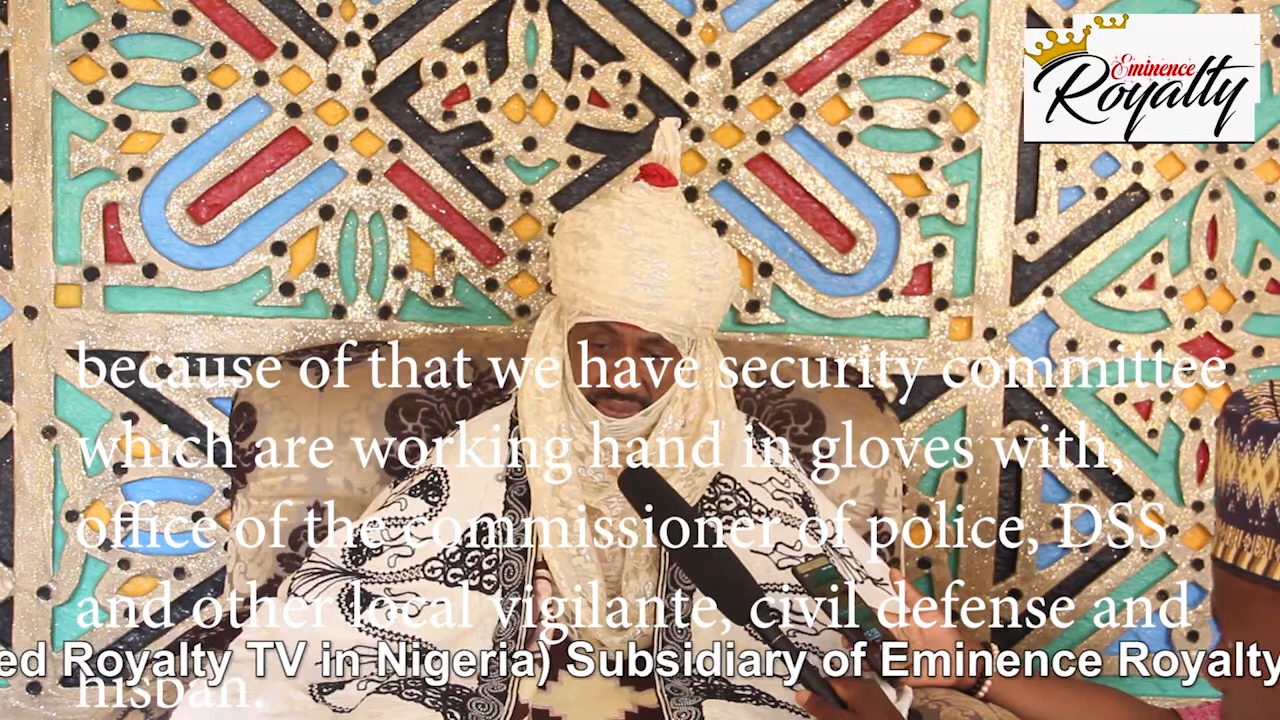 Eminence
Royalty
because of that we have security committee
which are working hand in gloves with,
office of the commissioner of police, DSS
and other local vigilante, civil defense and
hisbah.
ed Royalty TV in Nigeria) Subsidiary of Eminence Royalty